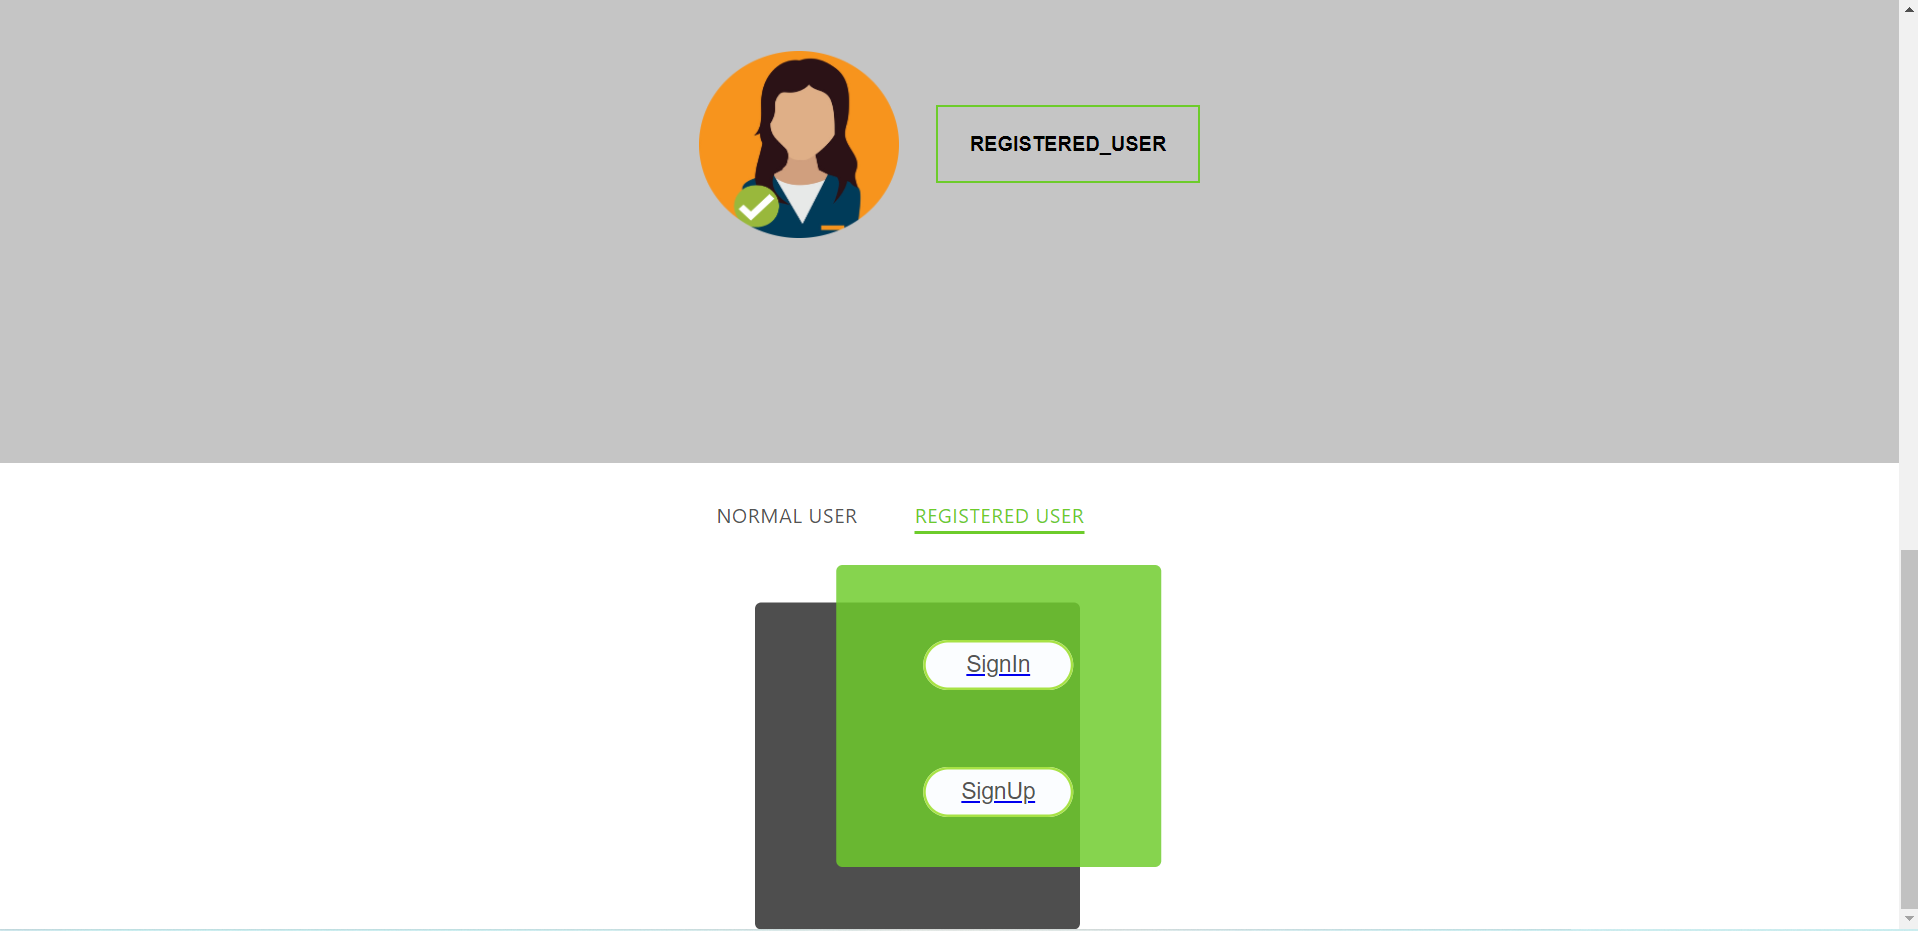 REGISTERED_USER
NORMAL USER
REGISTERED USER
SignIn
SignUp